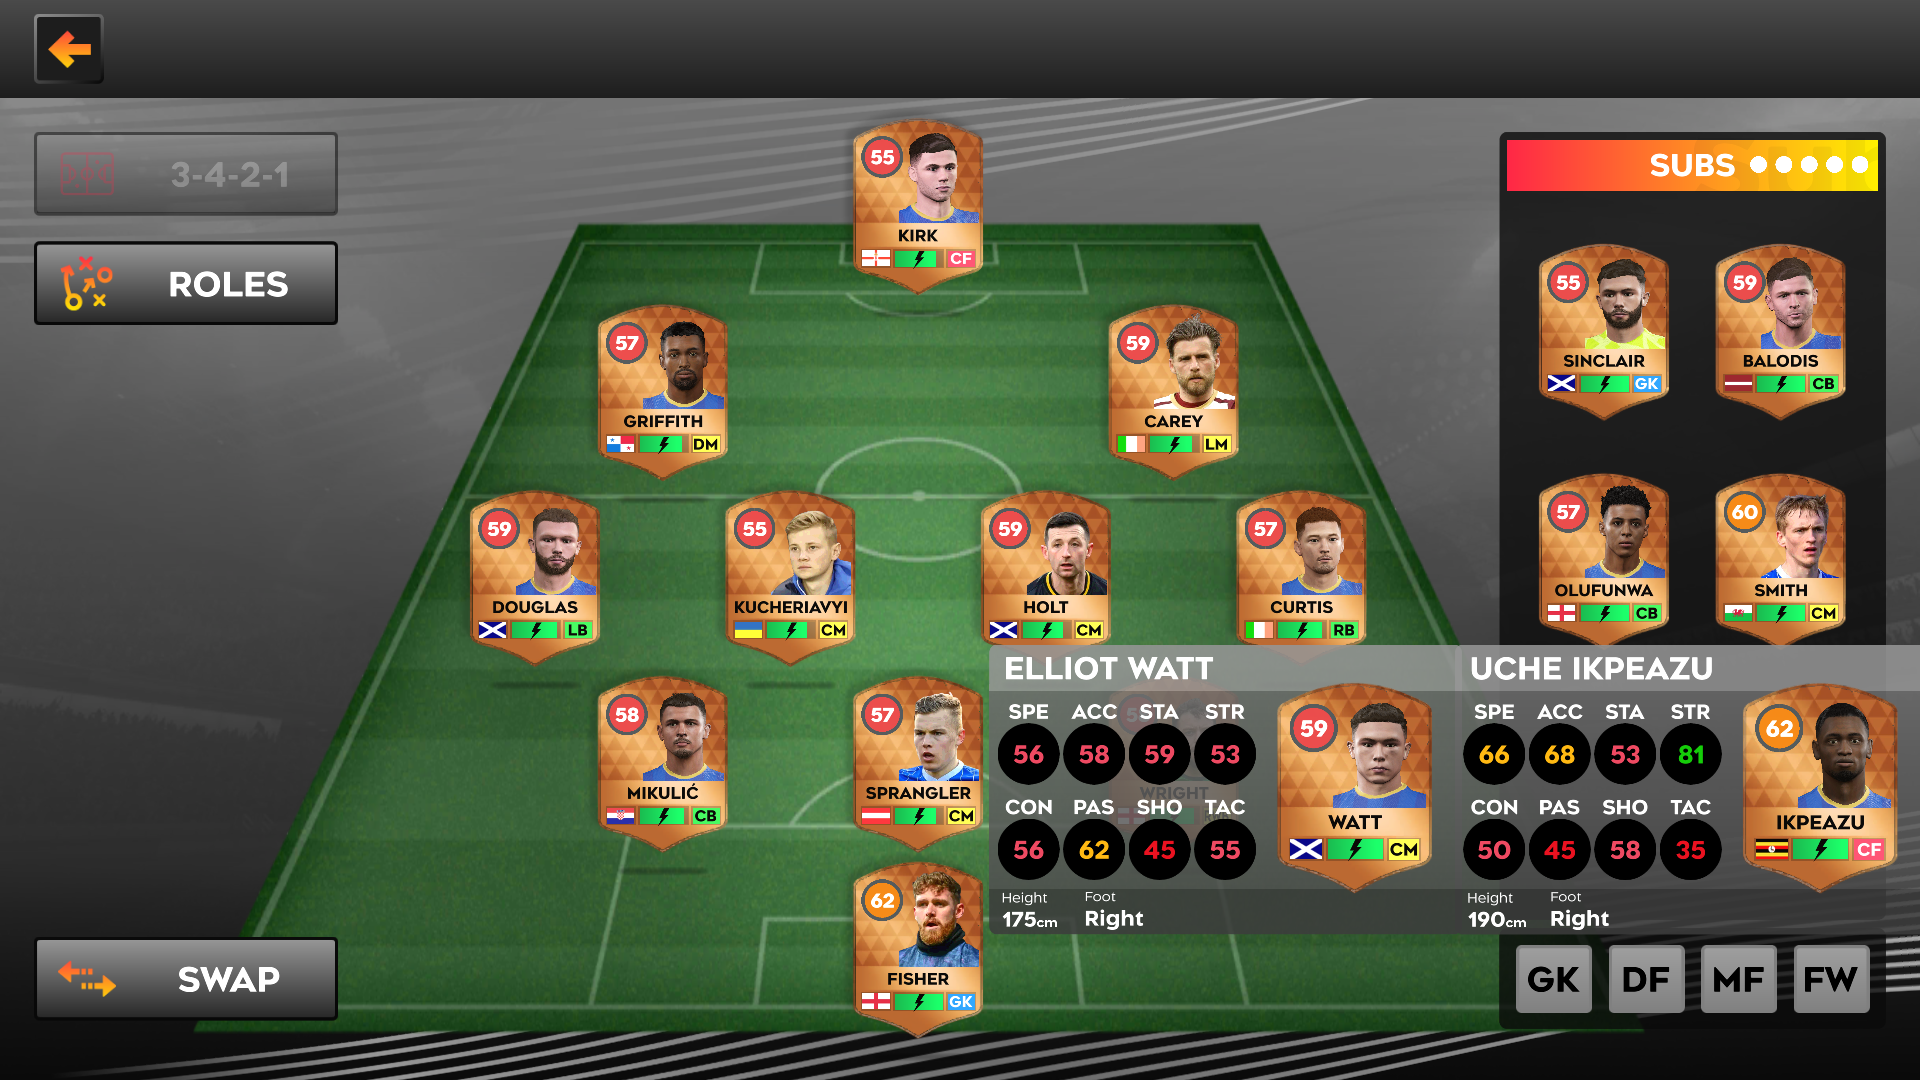 3-4-2-1
ROLES
55
KIRK
CF
57
GRIFFITH
DM
59
CAREY
LM
59
DOUGLAS
LB
55
KUCHERIAVYI
CM
59
HOLT
CM
57
CURTIS
RB
58
MIKULIĆ
CB
57
SPRANGLER
CM
WRIGHT
62
FISHER
GK
SWAP
SUBS
55
SINCLAIR
GK
59
BALODIS
CB
57
OLUFUNWA
CB
60
SMITH
CM
ELLIOT WATT
SPE ACC STA STR
56 58 59 53
CON PAS SHO TAC
56 62 45 55
Height Foot
175cm Right
59
WATT
CM
UCHE IKPEAZU
SPE ACC STA STR
66 68 53 81
CON PAS SHO TAC
50 45 58 35
Height Foot
190cm Right
62
IKPEAZU
CF
GK DF MF FW